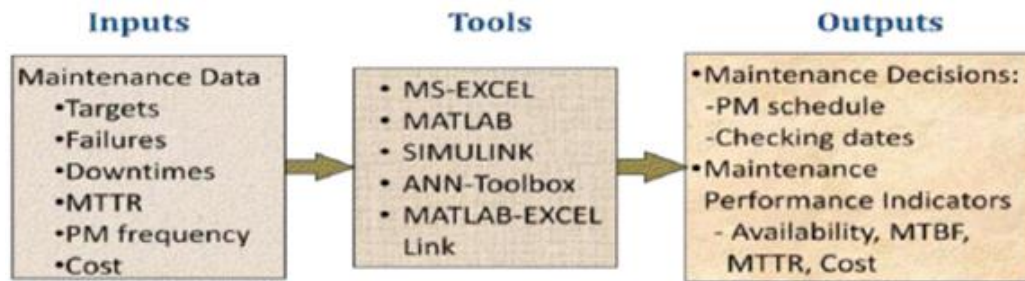 Inputs
Tools
Outputs
Maintenance Data
•Targets
•Failures
•Downtimes
•MTTR
•PM frequency
•Cost
• MS-EXCEL
• MATLAB
• SIMULINK
• ANN-Toolbox
• MATLAB-EXCEL
Link
•Maintenance Decisions:
-PM schedule
-Checking dates
•Maintenance
Performance Indicators
- Availability, MTBF,
MTTR, Cost